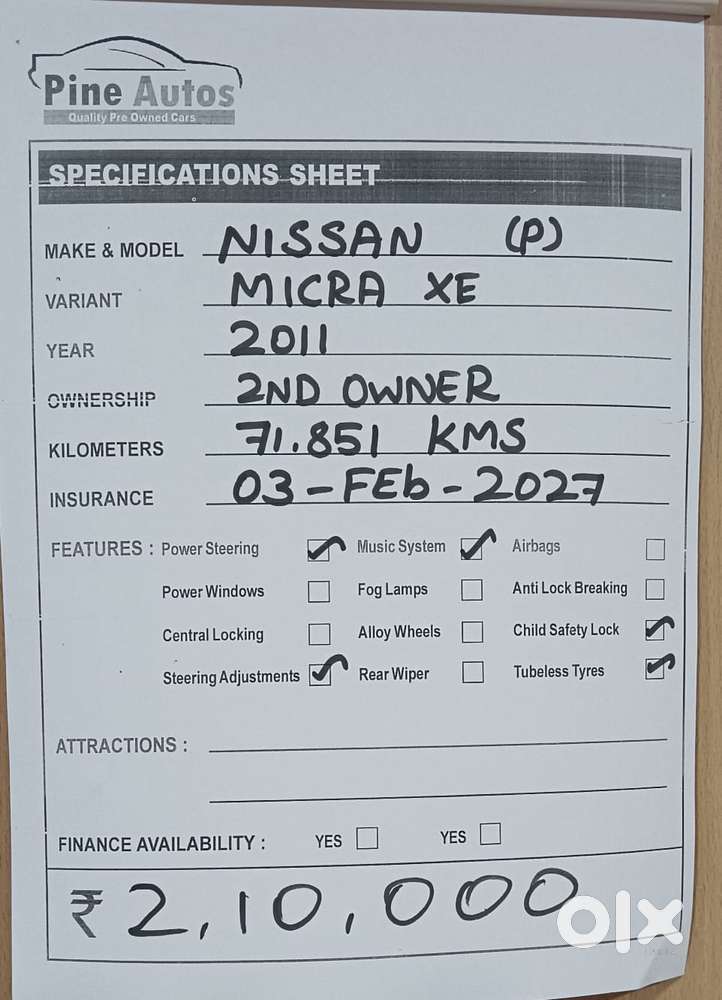 Pine Autos
Quality Pre Owned Cars
SPECIFICATIONS SHEET
MAKE & MODEL NISSAN (P)
VARIANT MICRA XE
YEAR 2011
OWNERSHIP 2ND OWNER
KILOMETERS 71.851 KMS
INSURANCE 03-FEb-2027
FEATURES : Power Steering Music System Airbags
Power Windows Fog Lamps Anti Lock Breaking
Central Locking Alloy Wheels Child Safety Lock
Steering Adjustments Rear Wiper Tubeless Tyres
ATTRACTIONS :
FINANCE AVAILABILITY : YES YES
₹ 2,10,000
olx